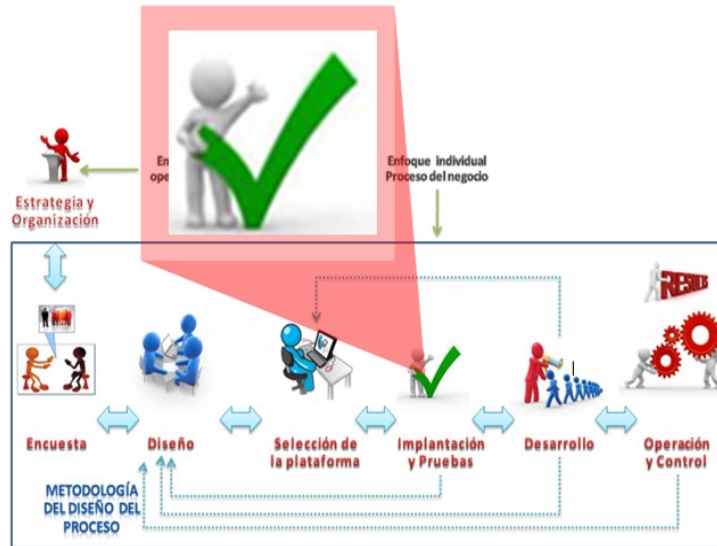 Enfoque individual
Proceso del negocio
Estrategia y
Organización
Encuesta
Diseño
Selección de
la plataforma
Implantación
y Pruebas
Desarrollo
Operación
y Control
METODOLOGÍA
DEL DISEÑO DEL
PROCESO